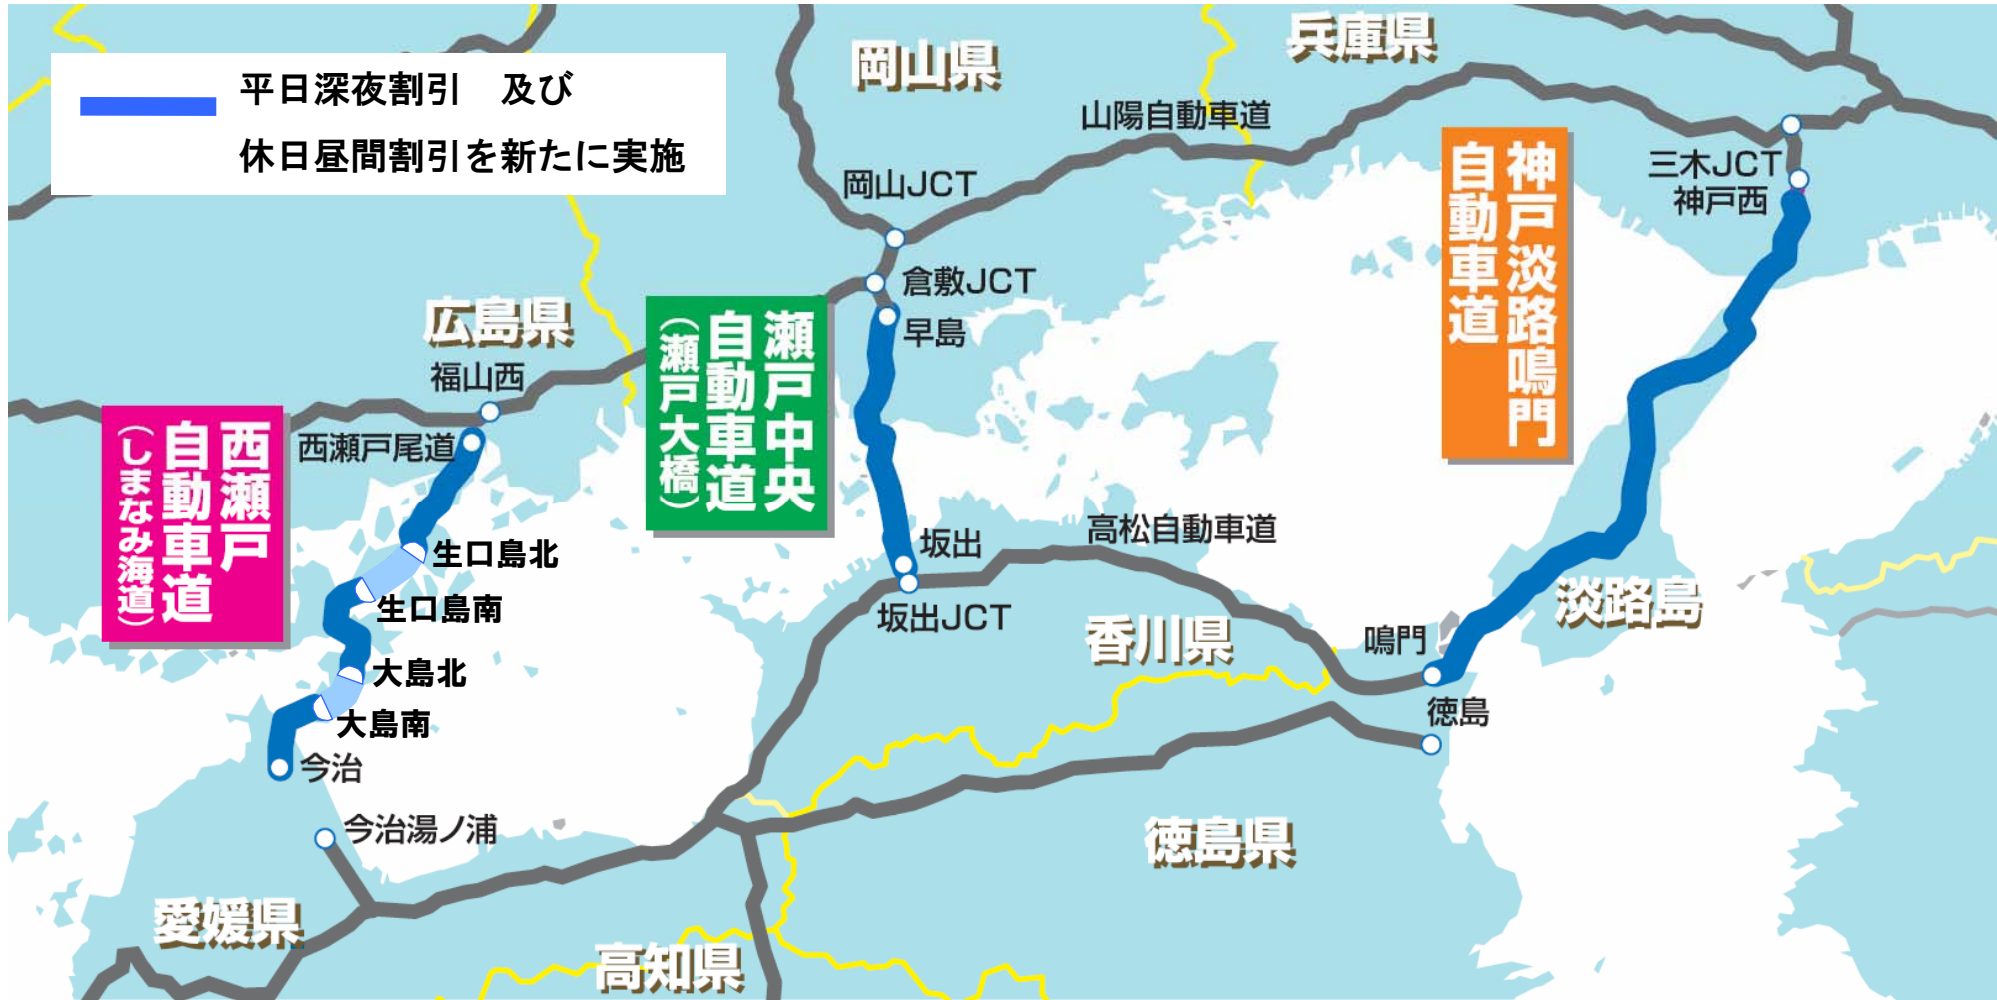 平日深夜割引　及び
休日昼間割引を新たに実施
岡山県
兵庫県
山陽自動車道
三木JCT
神戸西
神戸淡路鳴門
自動車道
岡山JCT
倉敷JCT
早島
広島県
福山西
瀬戸中央
自動車道
(瀬戸大橋)
西瀬戸
自動車道
(しまなみ海道)
西瀬戸尾道
生口島北
生口島南
大島北
大島南
今治
今治湯ノ浦
坂出
坂出JCT
高松自動車道
香川県
鳴門
徳島
淡路島
徳島県
愛媛県
高知県